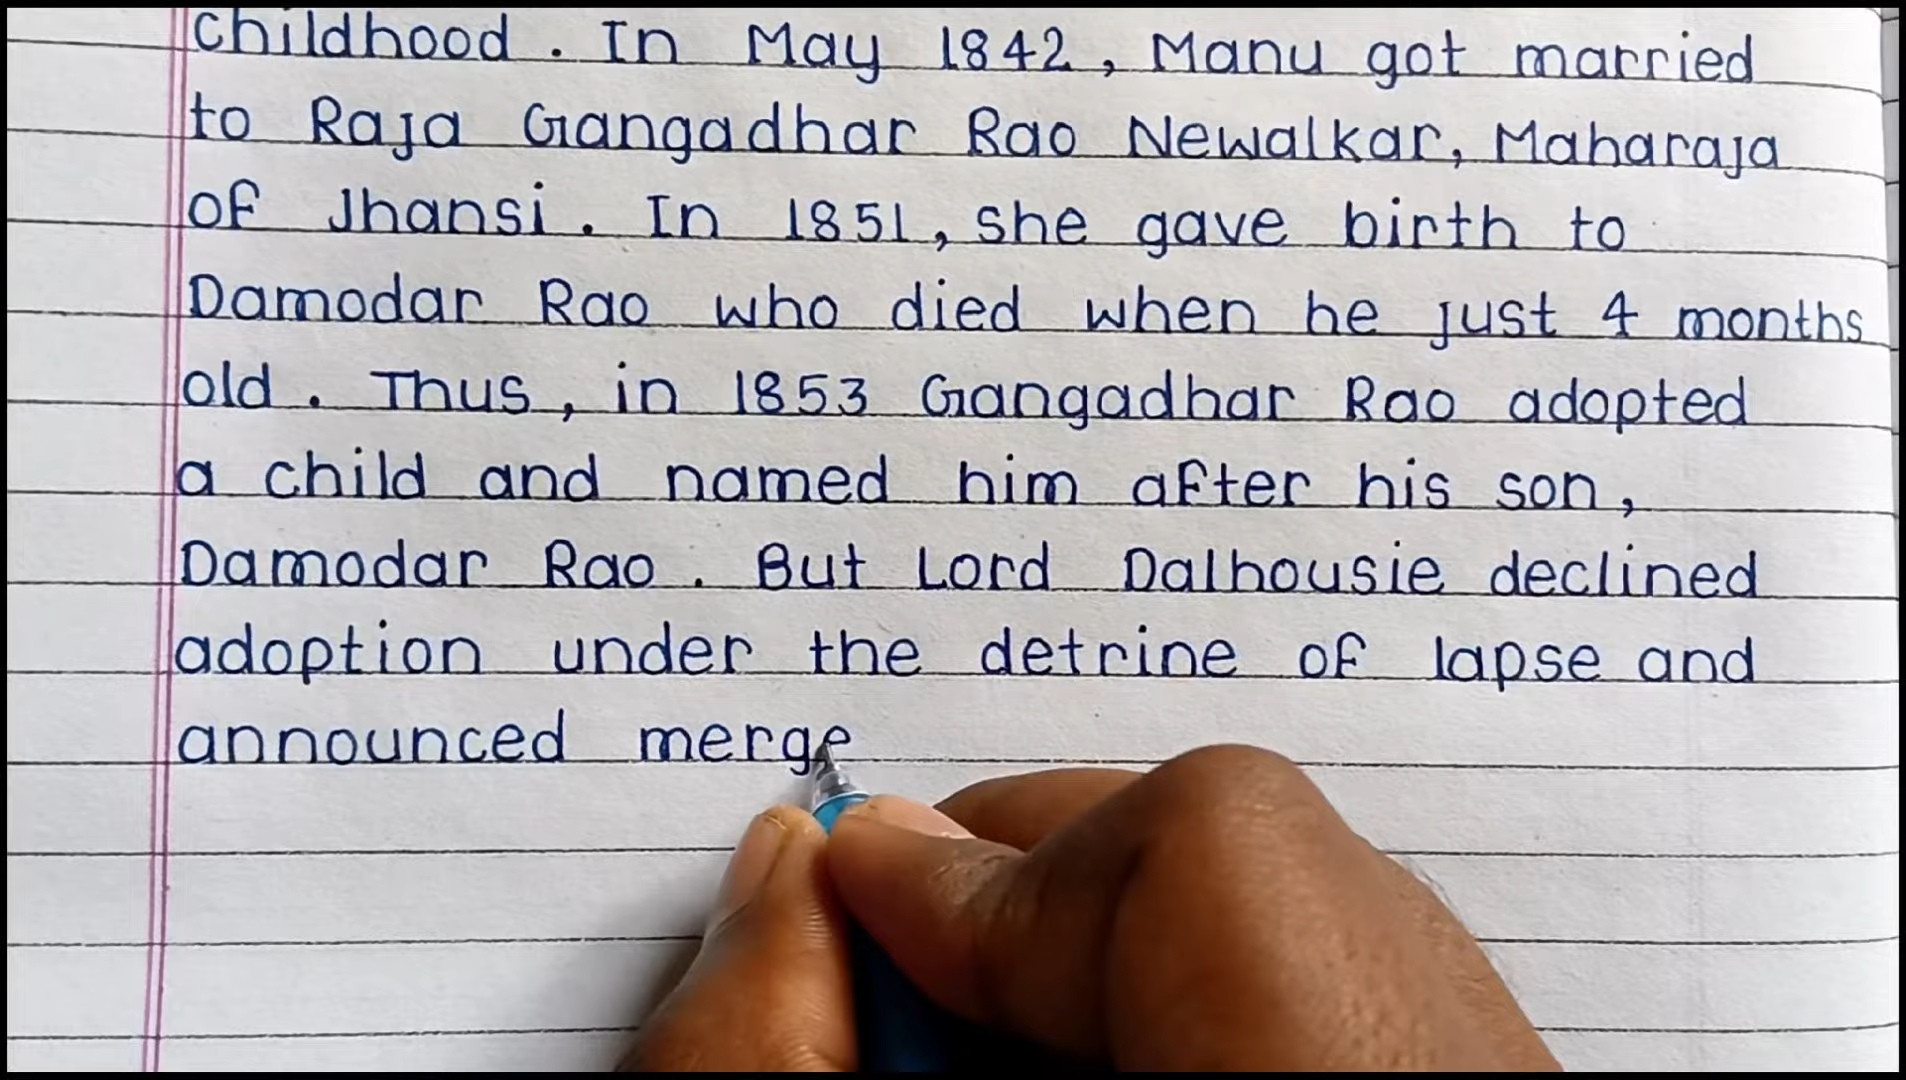 childhood. In May 1842, Manu got married
to Raja Gangadhar Rao Newalkar, Maharaja
of Jhansi. In 1851, she gave birth to
Damodar Rao who died when he just 4 months
old. Thus, in 1853 Gangadhar Rao adopted
a child and named him after his son,
Damodar Rao. But Lord Dalhousie declined
adoption under the detrine of lapse and
announced merge